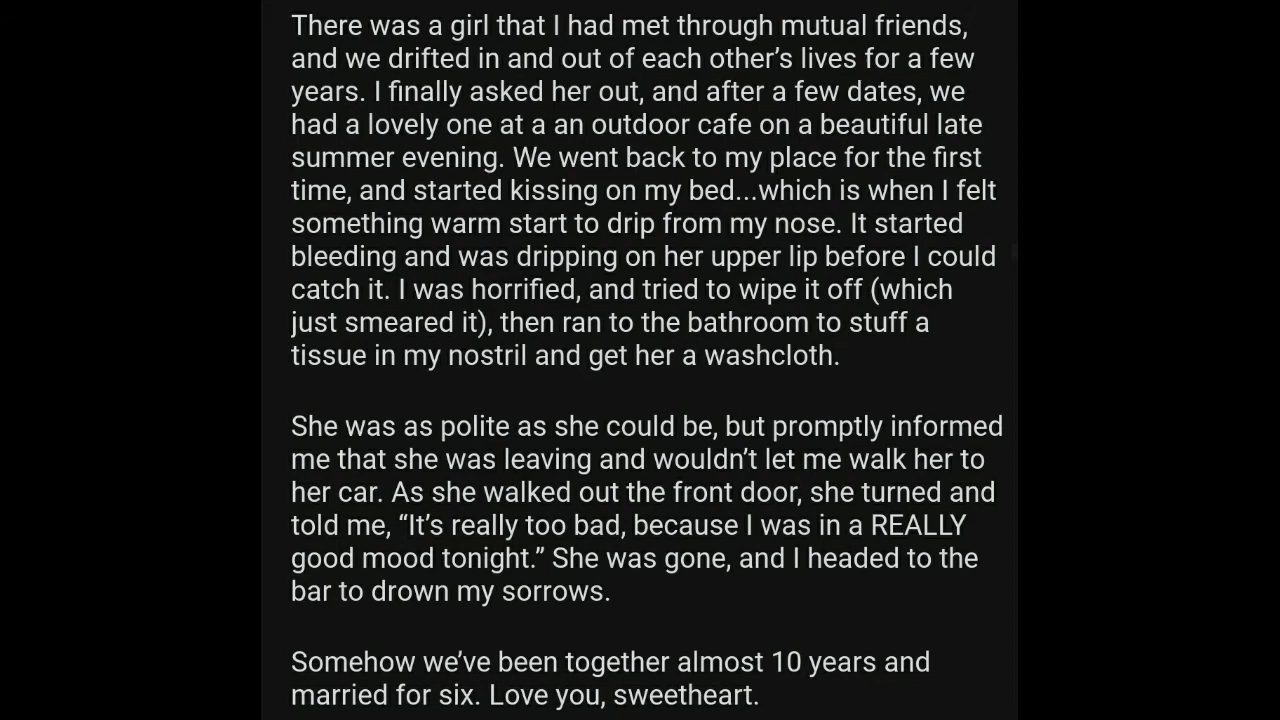 There was a girl that I had met through mutual friends,
and we drifted in and out of each other’s lives for a few
years. I finally asked her out, and after a few dates, we
had a lovely one at a an outdoor cafe on a beautiful late
summer evening. We went back to my place for the first
time, and started kissing on my bed...which is when I felt
something warm start to drip from my nose. It started
bleeding and was dripping on her upper lip before I could
catch it. I was horrified, and tried to wipe it off (which
just smeared it), then ran to the bathroom to stuff a
tissue in my nostril and get her a washcloth.
She was as polite as she could be, but promptly informed
me that she was leaving and wouldn’t let me walk her to
her car. As she walked out the front door, she turned and
told me, “It’s really too bad, because I was in a REALLY
good mood tonight.” She was gone, and I headed to the
bar to drown my sorrows.
Somehow we’ve been together almost 10 years and
married for six. Love you, sweetheart.